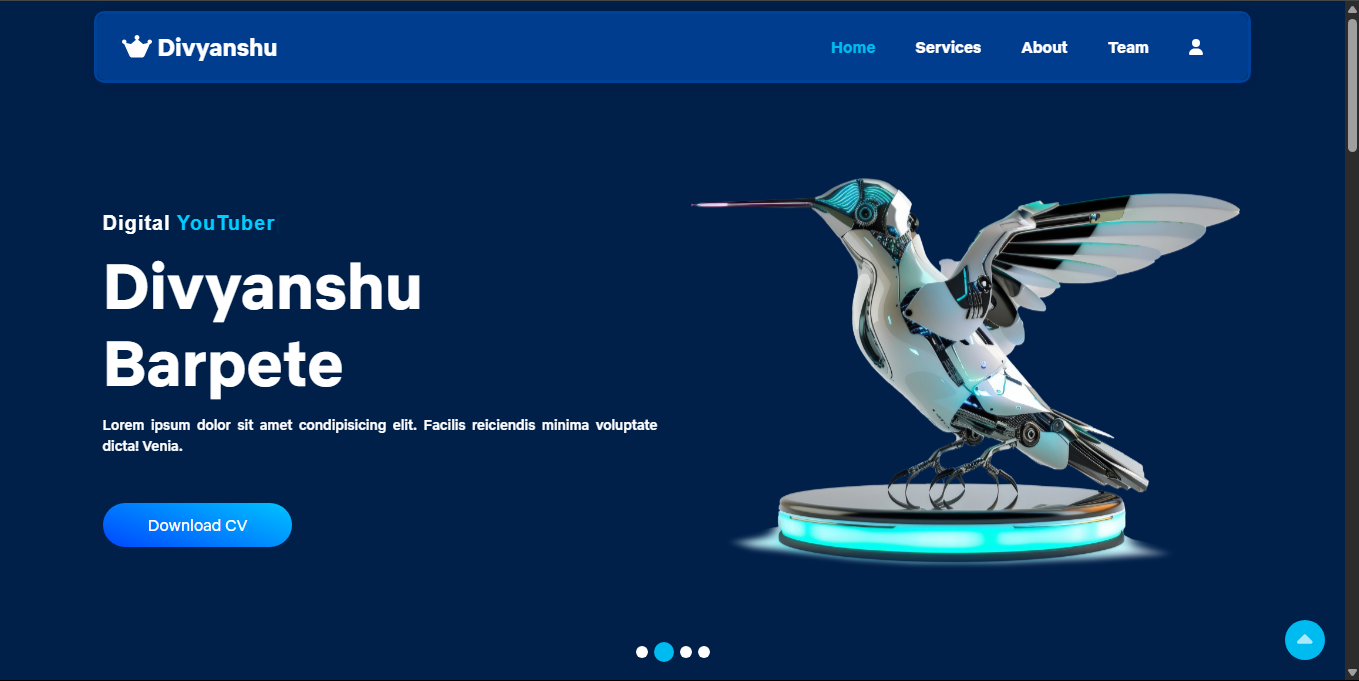 Divyanshu
Home Services About Team
Digital YouTuber
Divyanshu
Barpete
Lorem ipsum dolor sit amet condipisicing elit. Facilis reiciendis minima voluptate
dicta! Venia.
Download CV